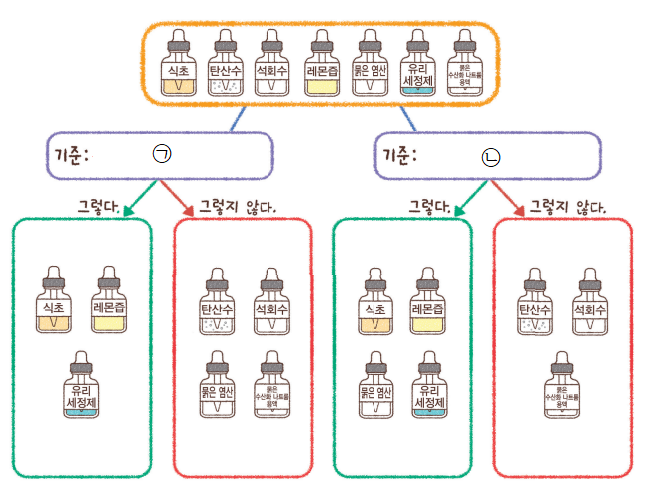 식초 탄산수 석회수 레몬즙 묽은 염산 유리 세정제 묽은 수산화 나트륨 용액
기준: ㉠
기준: ㉡
그렇다. 그렇지 않다. 그렇다. 그렇지 않다.
식초 레몬즙
유리 세정제
탄산수 석회수
묽은 염산 묽은 수산화 나트륨 용액
식초 레몬즙
묽은 염산 유리 세정제
탄산수 석회수
묽은 수산화 나트륨 용액